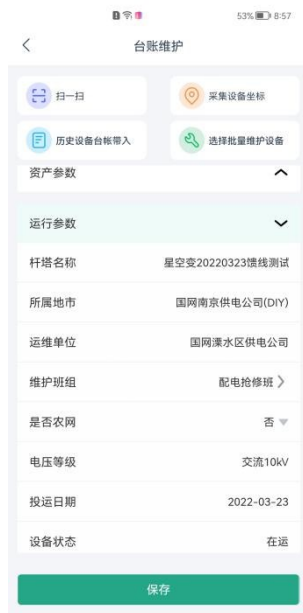 53% 8:57
台账维护
扫一扫
采集设备坐标
历史设备台帐带入
选择批量维护设备
资产参数
运行参数
杆塔名称 星空变20220323馈线测试
所属地市 国网南京供电公司(DIY)
运维单位 国网溧水区供电公司
维护班组 配电抢修班
是否农网 否
电压等级 交流10kV
投运日期 2022-03-23
设备状态 在运
保存